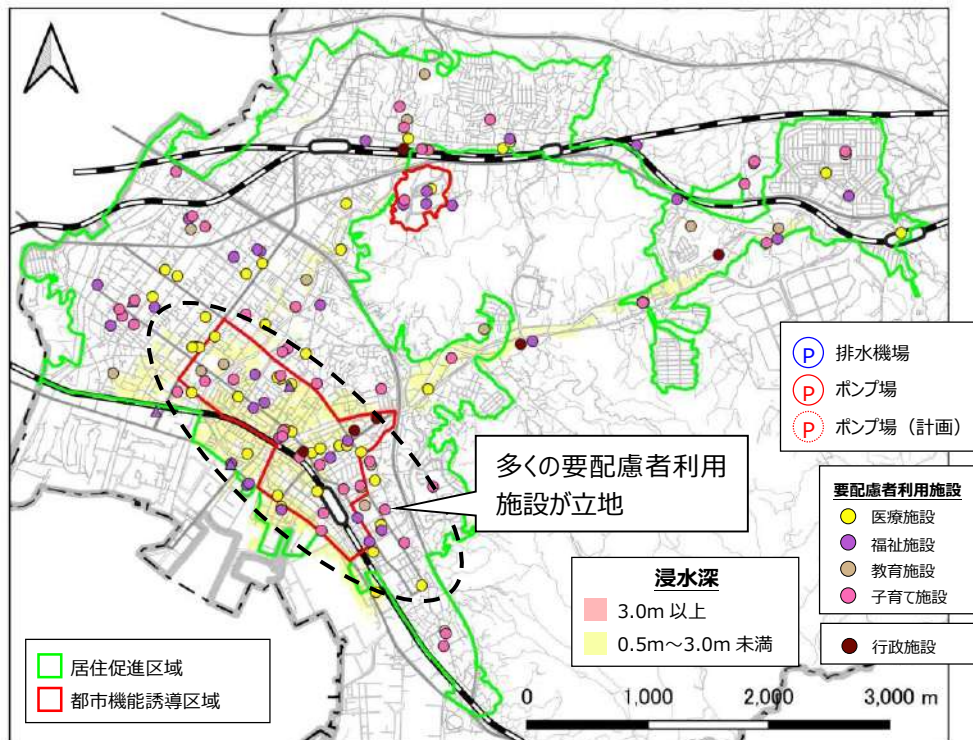 P 排水機場
P ポンプ場
P ポンプ場（計画）
多くの要配慮者利用
施設が立地
要配慮者利用施設
医療施設
福祉施設
教育施設
子育て施設
行政施設
浸水深
3.0m 以上
0.5m～3.0m 未満
居住促進区域
都市機能誘導区域
0 1,000 2,000 3,000 m